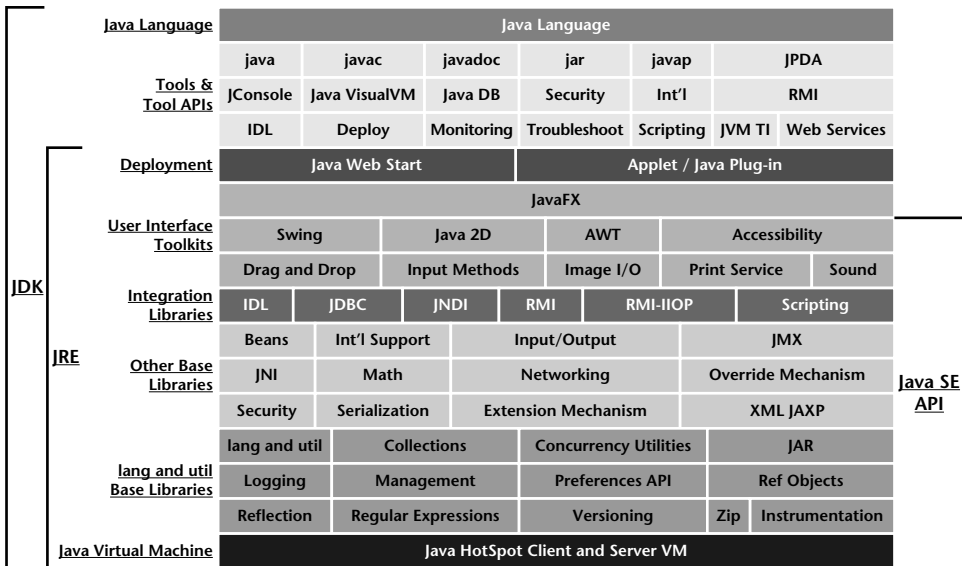 Java Language Java Language
java javac javadoc jar javap JPDA
Tools &
Tool APIs
JConsole Java VisualVM Java DB Security Int'l RMI
IDL Deploy Monitoring Troubleshoot Scripting JVM TI Web Services
Deployment Java Web Start Applet / Java Plug-in
JavaFX
User Interface
Toolkits
Swing Java 2D AWT Accessibility
Drag and Drop Input Methods Image I/O Print Service Sound
JDK
Integration
Libraries
IDL JDBC JNDI RMI RMI-IIOP Scripting
Beans Int'l Support Input/Output JMX
JRE
Other Base
Libraries
JNI Math Networking Override Mechanism
Java SE
API
Security Serialization Extension Mechanism XML JAXP
lang and util Collections Concurrency Utilities JAR
lang and util
Base Libraries
Logging Management Preferences API Ref Objects
Reflection Regular Expressions Versioning Zip Instrumentation
Java Virtual Machine Java HotSpot Client and Server VM